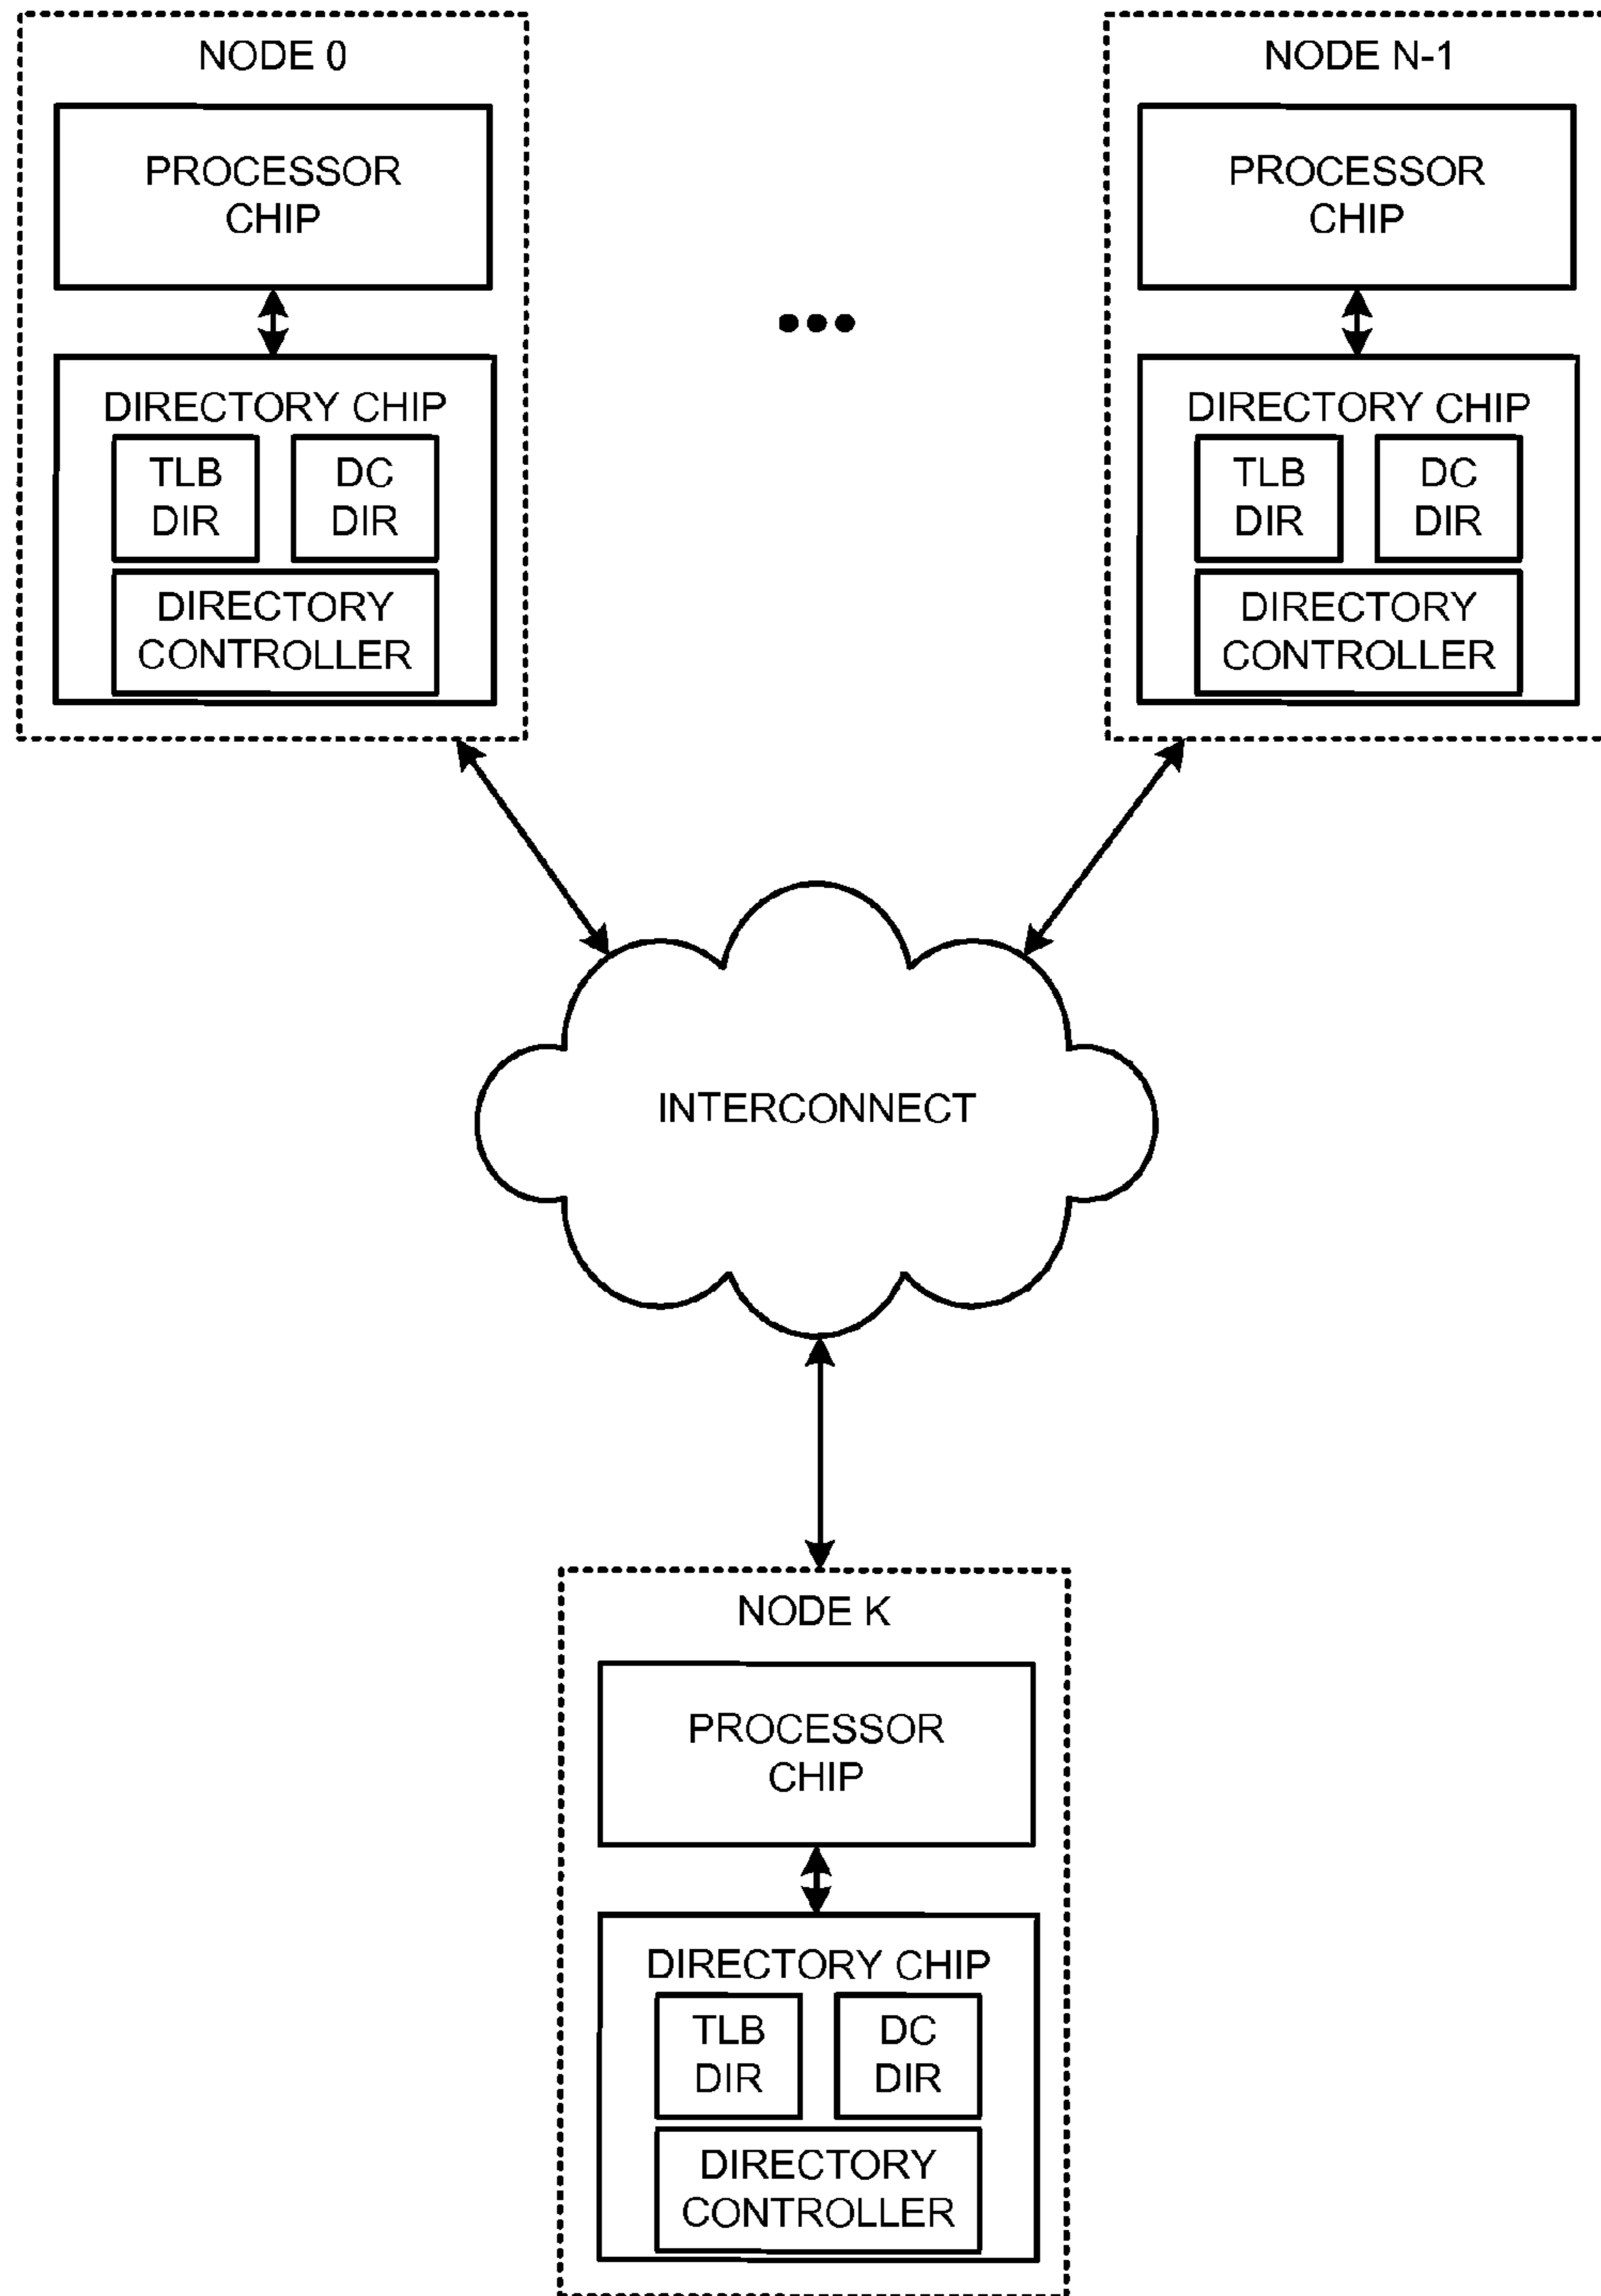 NODE 0
PROCESSOR
CHIP
DIRECTORY CHIP
TLB
DIR
DC
DIR
DIRECTORY
CONTROLLER
NODE N-1
PROCESSOR
CHIP
DIRECTORY CHIP
TLB
DIR
DC
DIR
DIRECTORY
CONTROLLER
INTERCONNECT
NODE K
PROCESSOR
CHIP
DIRECTORY CHIP
TLB
DIR
DC
DIR
DIRECTORY
CONTROLLER